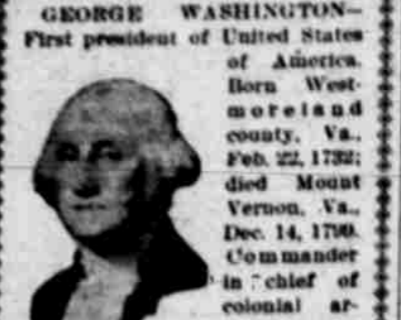 GEORGE WASHINGTON—
First president of United States
of America.
Born West-
moreland
county, Va.,
Feb. 22, 1732;
died Mount
Vernon, Va.,
Dec. 14, 1799.
Commander
in chief of
colonial ar-